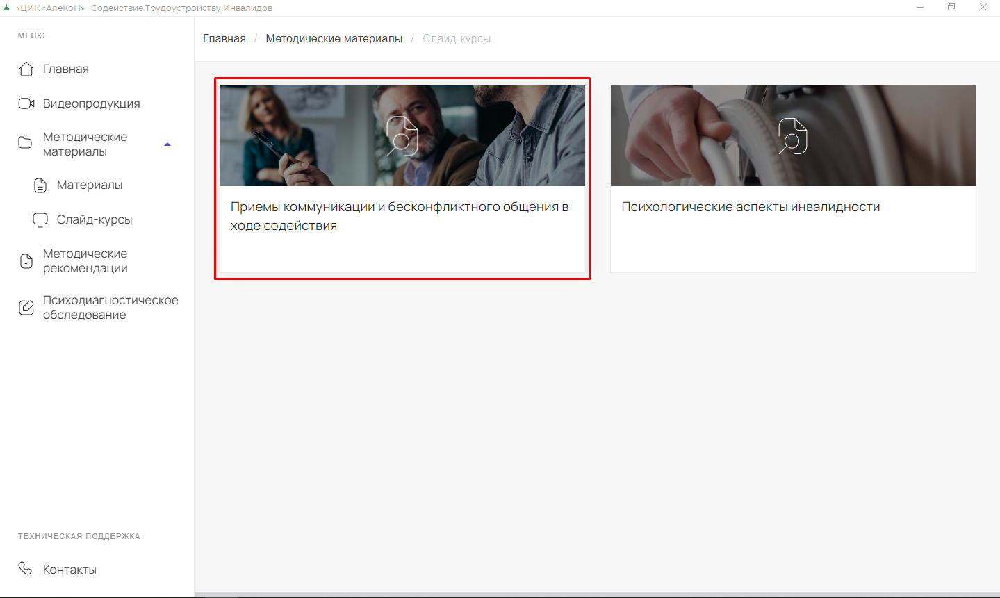 «ЦИК «АлеКоН» Содействие Трудоустройству Инвалидов
МЕНЮ
Главная
Видеопродукция
Методические
материалы
Материалы
Слайд-курсы
Методические
рекомендации
Психодиагностическое
обследование
ТЕХНИЧЕСКАЯ ПОДДЕРЖКА
Контакты
Главная / Методические материалы / Слайд-курсы
Приемы коммуникации и бесконфликтного общения в
ходе содействия
Психологические аспекты инвалидности